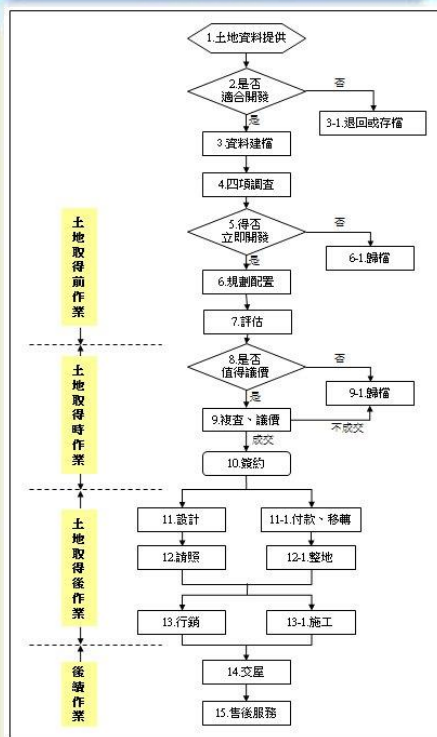 1.土地資料提供
2.是否
適合開發
否
是
3-1.退回或存檔
3.資料建檔
4.四項調查
土地取得前作業
5.得否
立即開發
否
是
6-1.歸檔
6.規劃配置
7.評估
土地取得時作業
8.是否
值得議價
否
是
9-1.歸檔
9.複查、議價
不成交
成交
10.簽約
土地取得後作業
11.設計
11-1.付款、移轉
12.請照
12-1.整地
13.行銷
13-1.施工
後續作業
14.交屋
15.售後服務